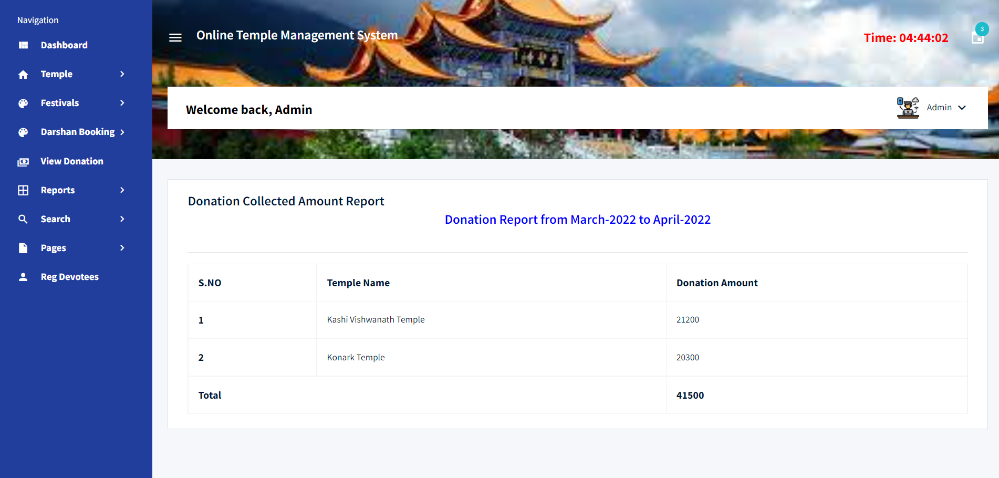 Navigation
Dashboard
Temple
Festivals
Darshan Booking
View Donation
Reports
Search
Pages
Reg Devotees
Online Temple Management System
Time: 04:44:02
3
Welcome back, Admin
Admin
Donation Collected Amount Report
Donation Report from March-2022 to April-2022
S.NO Temple Name Donation Amount
1 Kashi Vishwanath Temple 21200
2 Konark Temple 20300
Total 41500